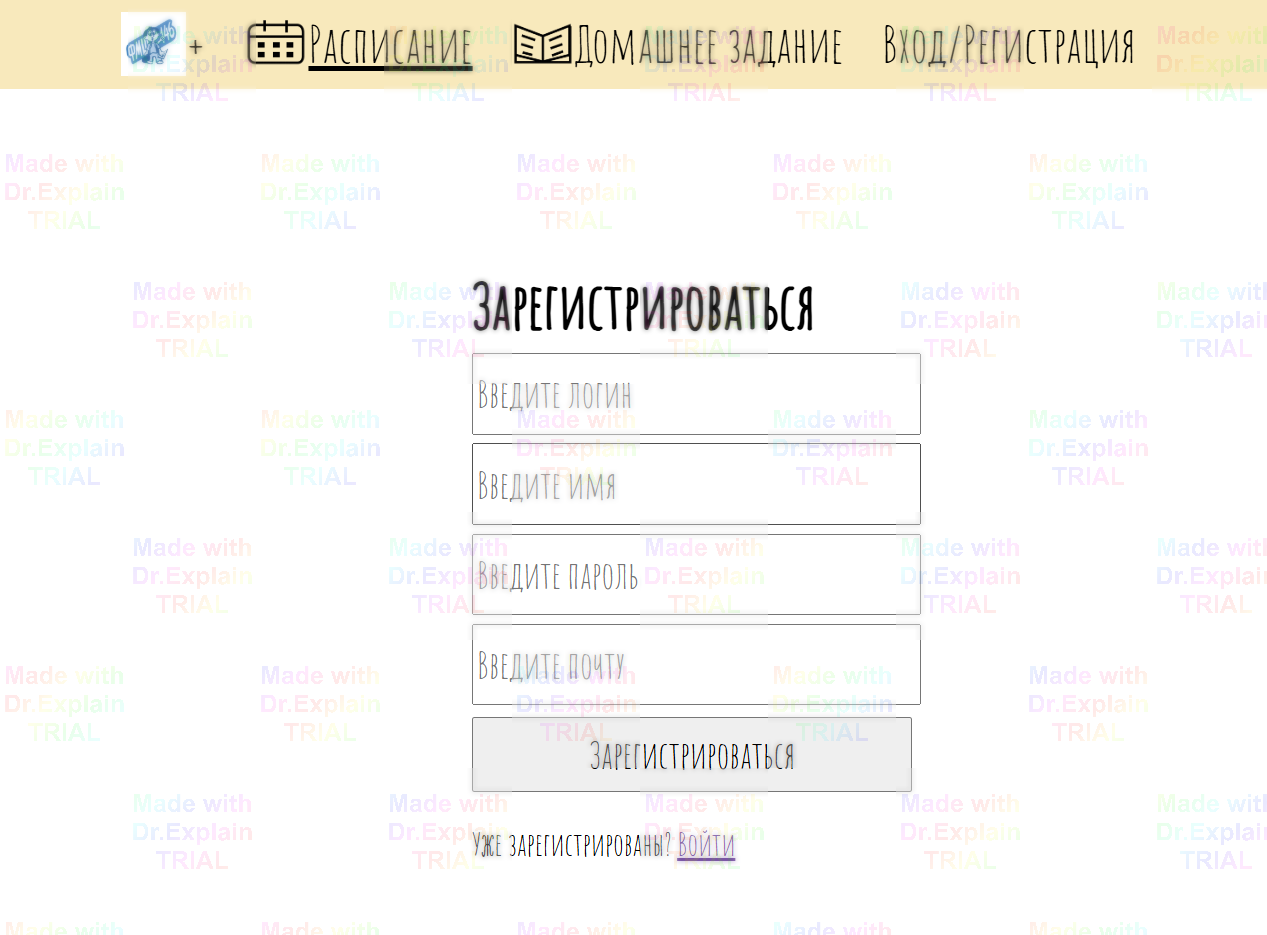 + Расписание Домашнее задание Вход/Регистрация
Зарегистрироваться
Введите логин
Введите имя
Введите пароль
Введите почту
Зарегистрироваться
Уже зарегистрированы? Войти
Made with
Dr.Explain
TRIAL